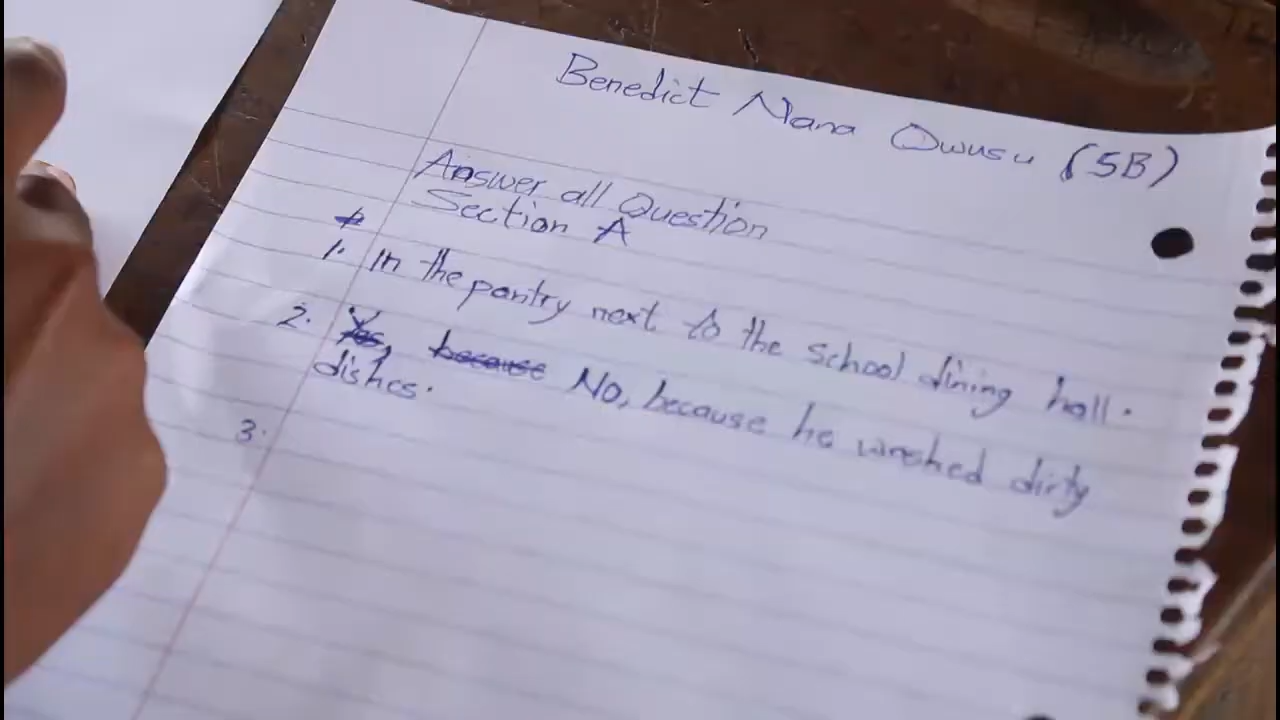 Benedict Nana Owusu (5B)
Answer all Question
Section A
1. In the pantry next to the school dining hall.
2. Yes, because No, because he washed dirty
dishes.
3.